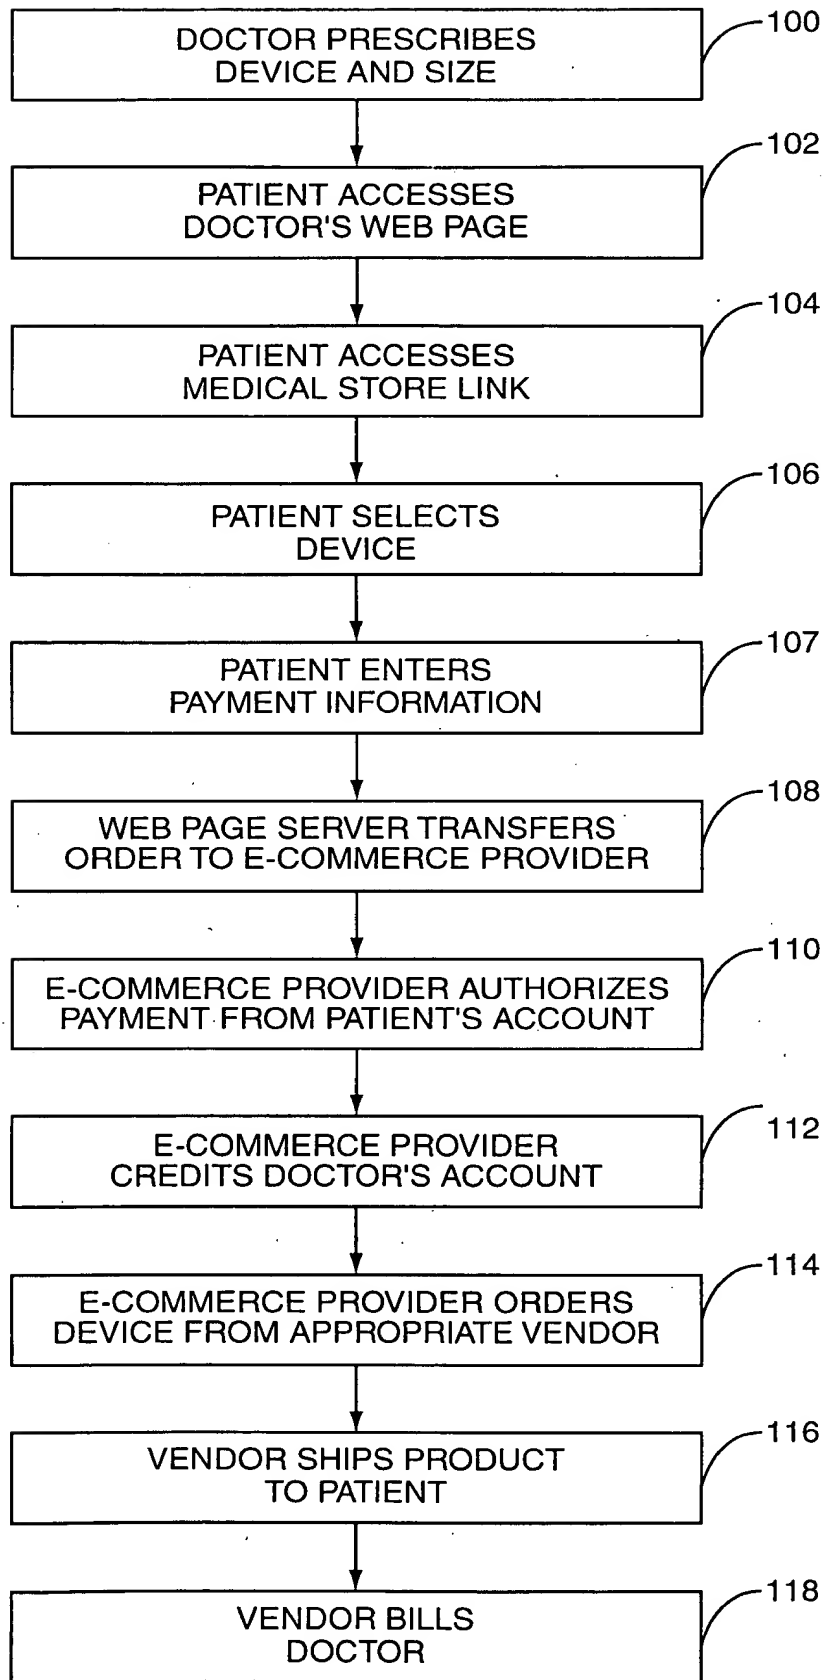 DOCTOR PRESCRIBES
DEVICE AND SIZE
100
PATIENT ACCESSES
DOCTOR'S WEB PAGE
102
PATIENT ACCESSES
MEDICAL STORE LINK
104
PATIENT SELECTS
DEVICE
106
PATIENT ENTERS
PAYMENT INFORMATION
107
WEB PAGE SERVER TRANSFERS
ORDER TO E-COMMERCE PROVIDER
108
E-COMMERCE PROVIDER AUTHORIZES
PAYMENT FROM PATIENT'S ACCOUNT
110
E-COMMERCE PROVIDER
CREDITS DOCTOR'S ACCOUNT
112
E-COMMERCE PROVIDER ORDERS
DEVICE FROM APPROPRIATE VENDOR
114
VENDOR SHIPS PRODUCT
TO PATIENT
116
VENDOR BILLS
DOCTOR
118